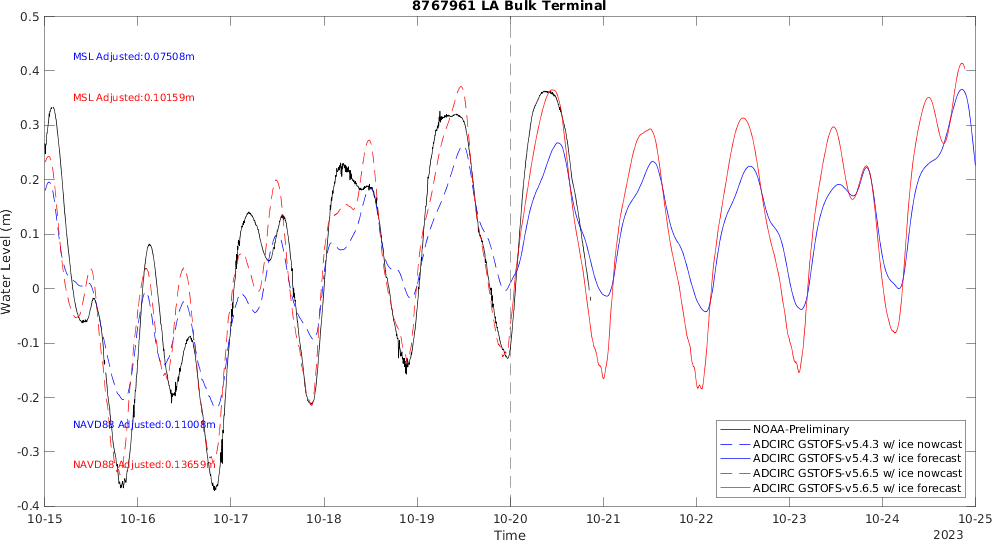 8767961 LA Bulk Terminal
0.5
0.4
0.3
0.2
0.1
0
-0.1
-0.2
-0.3
-0.4
Water Level (m)
MSL Adjusted:0.07508m
MSL Adjusted:0.10159m
NAVD88 Adjusted:0.11008m
NAVD88 Adjusted:0.13659m
NOAA-Preliminary
ADCIRC GSTOFS-v5.4.3 w/ ice nowcast
ADCIRC GSTOFS-v5.4.3 w/ ice forecast
ADCIRC GSTOFS-v5.6.5 w/ ice nowcast
ADCIRC GSTOFS-v5.6.5 w/ ice forecast
10-15 10-16 10-17 10-18 10-19 10-20 10-21 10-22 10-23 10-24 10-25
Time
2023